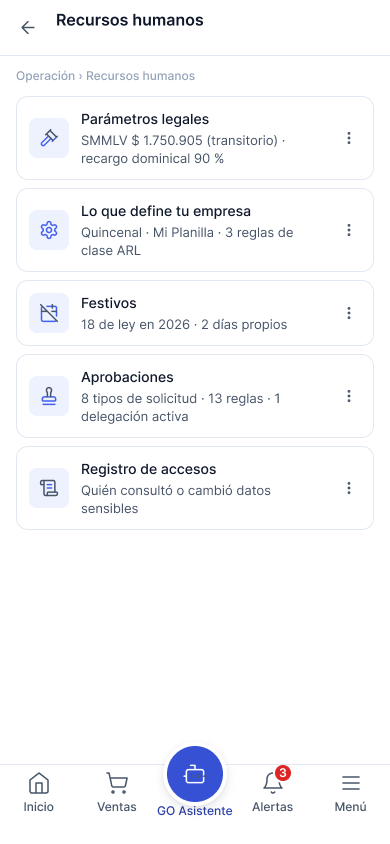 Recursos humanos
Operación › Recursos humanos
Parámetros legales
SMMLV $ 1.750.905 (transitorio) ·
recargo dominical 90 %
Lo que define tu empresa
Quincenal · Mi Planilla · 3 reglas de
clase ARL
Festivos
18 de ley en 2026 · 2 días propios
Aprobaciones
8 tipos de solicitud · 13 reglas · 1
delegación activa
Registro de accesos
Quién consultó o cambió datos
sensibles
3
Inicio
Ventas
GO Asistente
Alertas
Menú